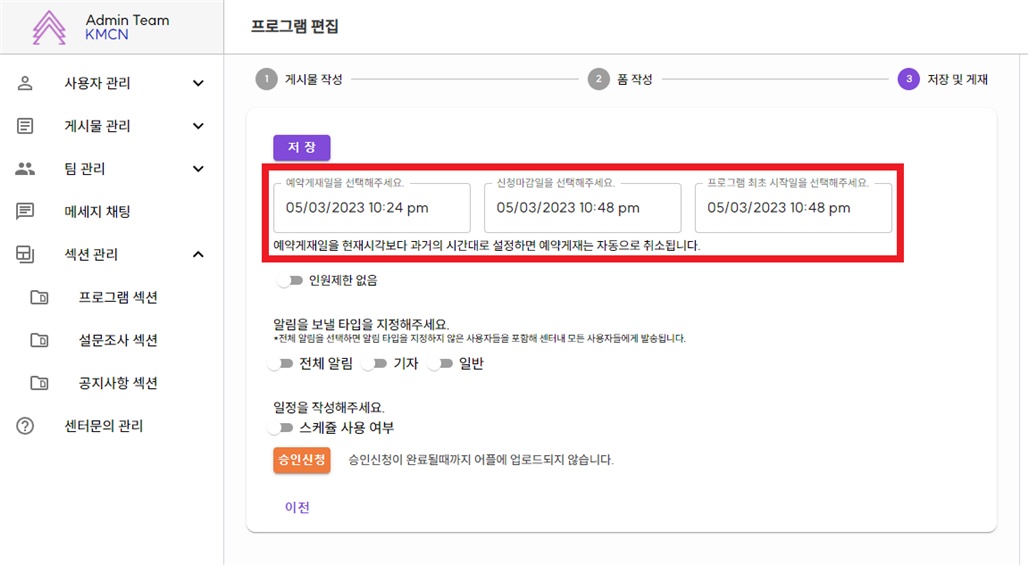 Admin Team
KMCN
프로그램 편집
사용자 관리
게시물 관리
팀 관리
메세지 채팅
섹션 관리
프로그램 섹션
설문조사 섹션
공지사항 섹션
센터문의 관리
1 게시물 작성 2 폼 작성 3 저장 및 게재
저 장
예약게재일을 선택해주세요. 신청마감일을 선택해주세요. 프로그램 최초 시작일을 선택해주세요.
05/03/2023 10:24 pm 05/03/2023 10:48 pm 05/03/2023 10:48 pm
예약게재일을 현재시각보다 과거의 시간대로 설정하면 예약게재는 자동으로 취소됩니다.
인원제한 없음
알림을 보낼 타입을 지정해주세요.
*전체 알림을 선택하면 알림 타입을 지정하지 않은 사용자들을 포함해 센터내 모든 사용자들에게 발송됩니다.
전체 알림 기자 일반
일정을 작성해주세요.
스케쥴 사용 여부
승인신청 승인신청이 완료될때까지 어플에 업로드되지 않습니다.
이전